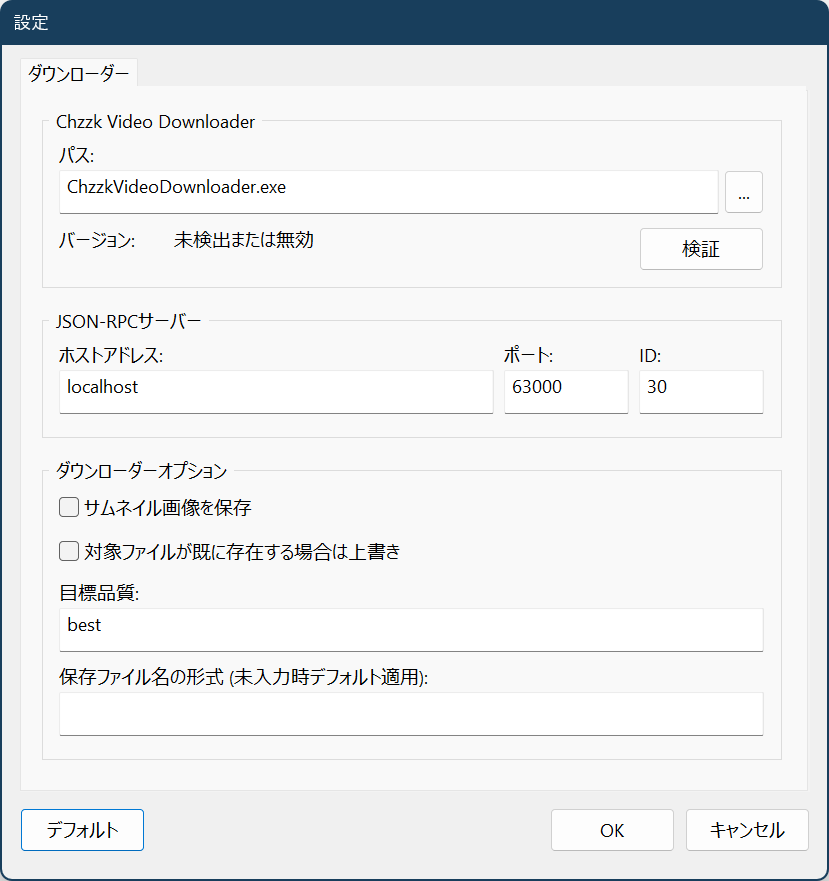 設定
ダウンローダー
Chzzk Video Downloader
パス:
ChzzkVideoDownloader.exe
...
バージョン: 未検出または無効
検証
JSON-RPCサーバー
ホストアドレス: ポート: ID:
localhost 63000 30
ダウンローダーオプション
サムネイル画像を保存
対象ファイルが既に存在する場合は上書き
目標品質:
best
保存ファイル名の形式 (未入力時デフォルト適用):
デフォルト OK キャンセル